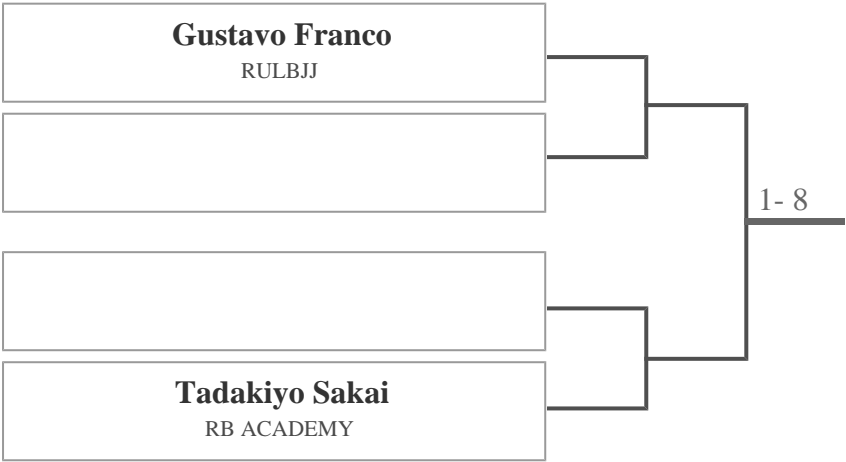 Gustavo Franco
RULBJJ
1- 8
Tadakiyo Sakai
RB ACADEMY